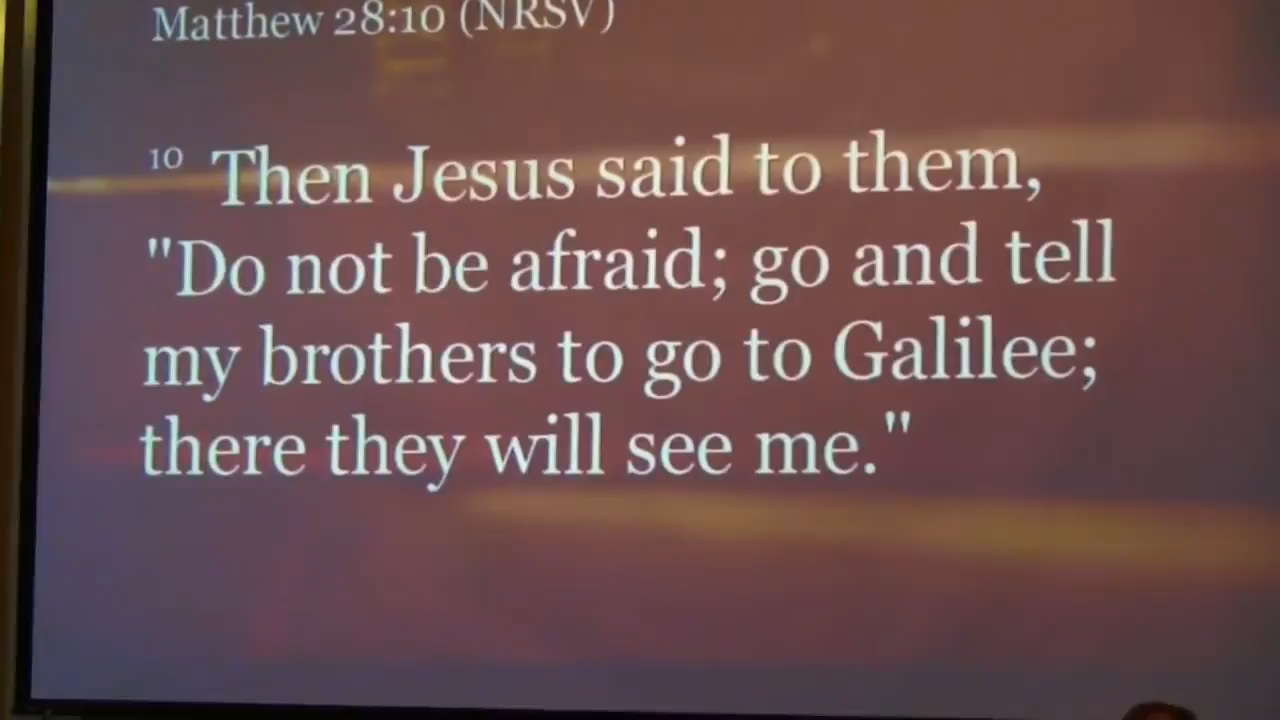 Matthew 28:10 (NRSV)
10 Then Jesus said to them,
"Do not be afraid; go and tell
my brothers to go to Galilee;
there they will see me."